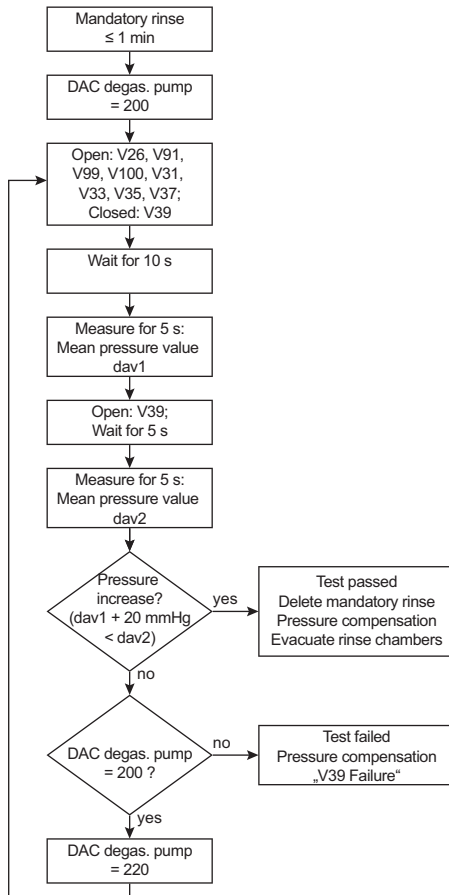 Mandatory rinse
≤ 1 min
DAC degas. pump
= 200
Open: V26, V91,
V99, V100, V31,
V33, V35, V37;
Closed: V39
Wait for 10 s
Measure for 5 s:
Mean pressure value
dav1
Open: V39;
Wait for 5 s
Measure for 5 s:
Mean pressure value
dav2
Pressure
increase?
(dav1 + 20 mmHg
< dav2)
yes
Test passed
Delete mandatory rinse
Pressure compensation
Evacuate rinse chambers
no
DAC degas. pump
= 200 ?
no
Test failed
Pressure compensation
„V39 Failure“
yes
DAC degas. pump
= 220